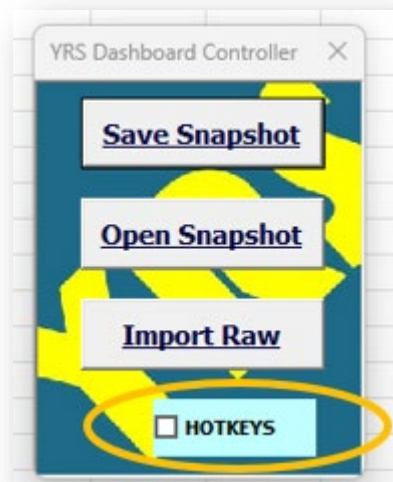 YRS Dashboard Controller
Save Snapshot
Open Snapshot
Import Raw
HOTKEYS